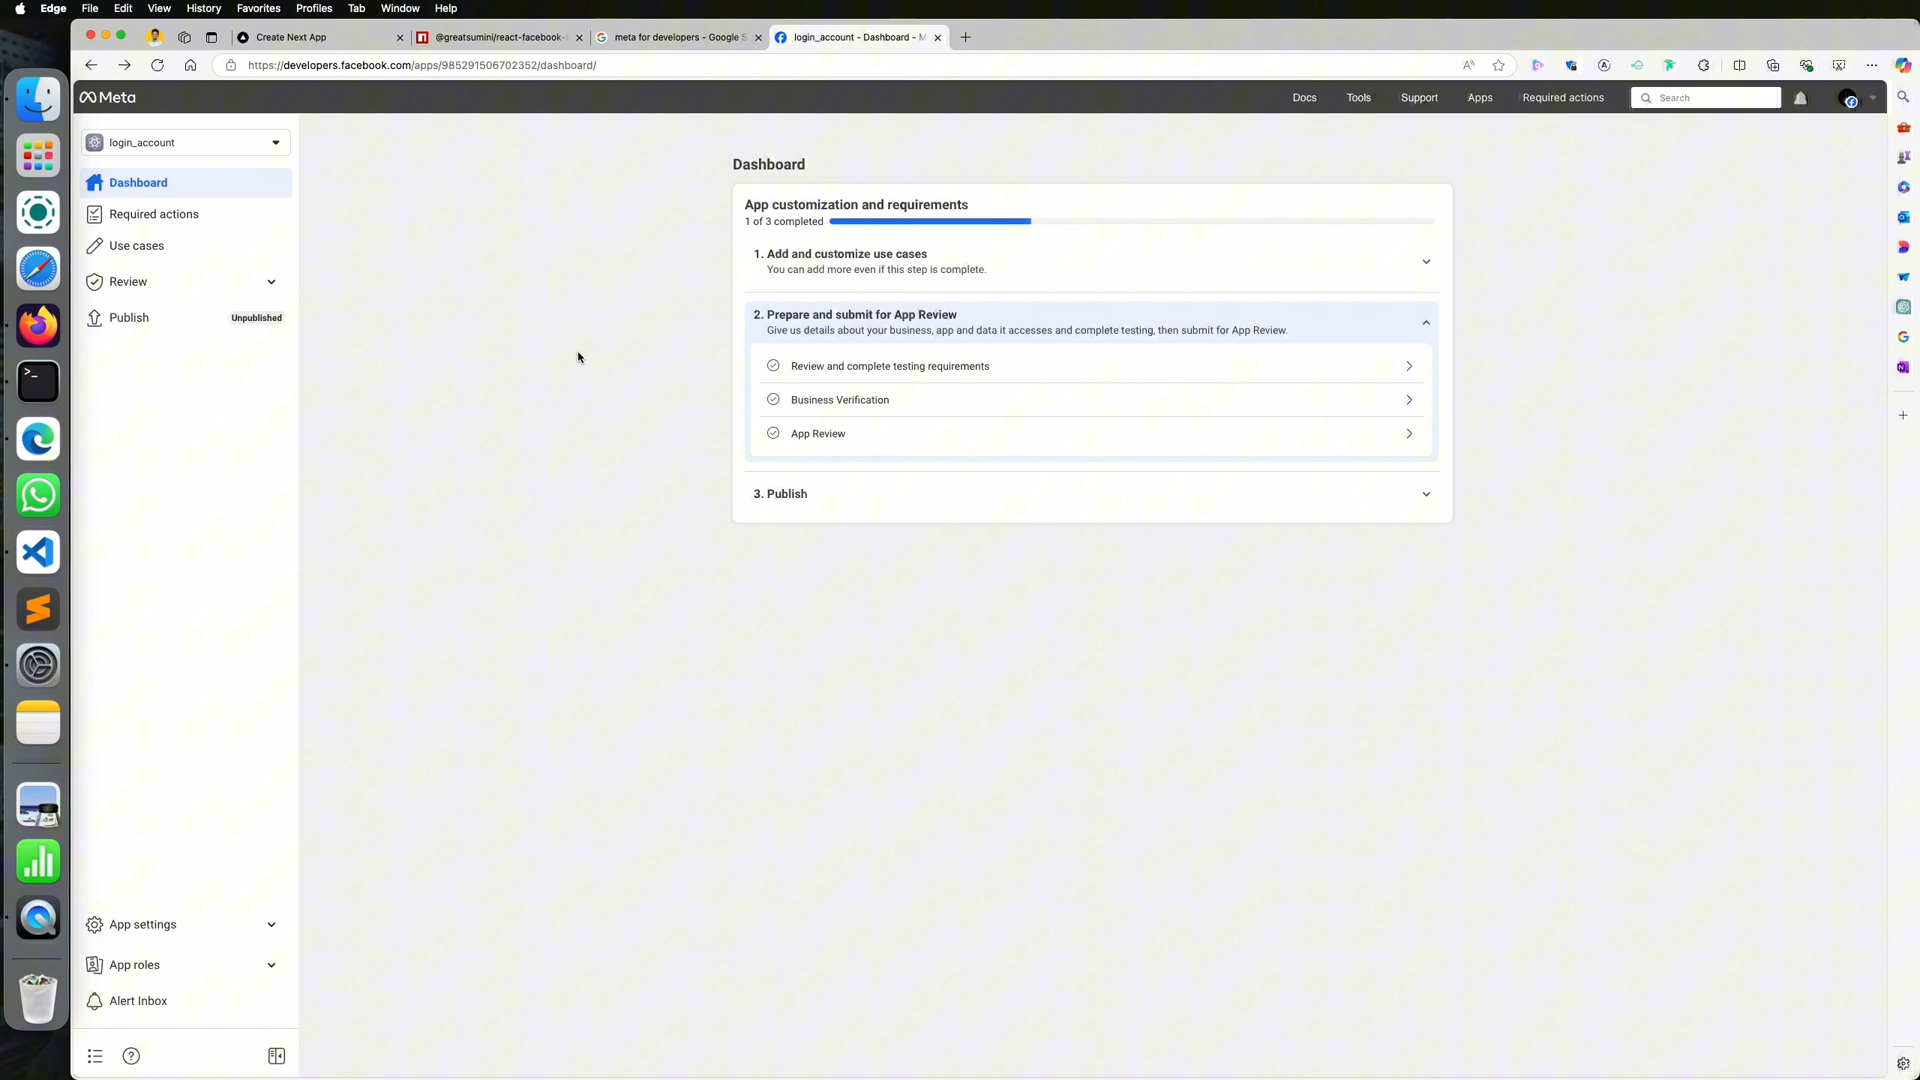 Edge File Edit View History Favorites Profiles Tab Window Help
Create Next App
@greatsumini/react-facebook-
meta for developers - Google S
login_account - Dashboard - M
https://developers.facebook.com/apps/985291506702352/dashboard/
Meta
Docs Tools Support Apps Required actions Search
login_account
Dashboard
Required actions
Use cases
Review
Publish Unpublished
App settings
App roles
Alert Inbox
Dashboard
App customization and requirements
1 of 3 completed
1. Add and customize use cases
You can add more even if this step is complete.
2. Prepare and submit for App Review
Give us details about your business, app and data it accesses and complete testing, then submit for App Review.
Review and complete testing requirements
Business Verification
App Review
3. Publish